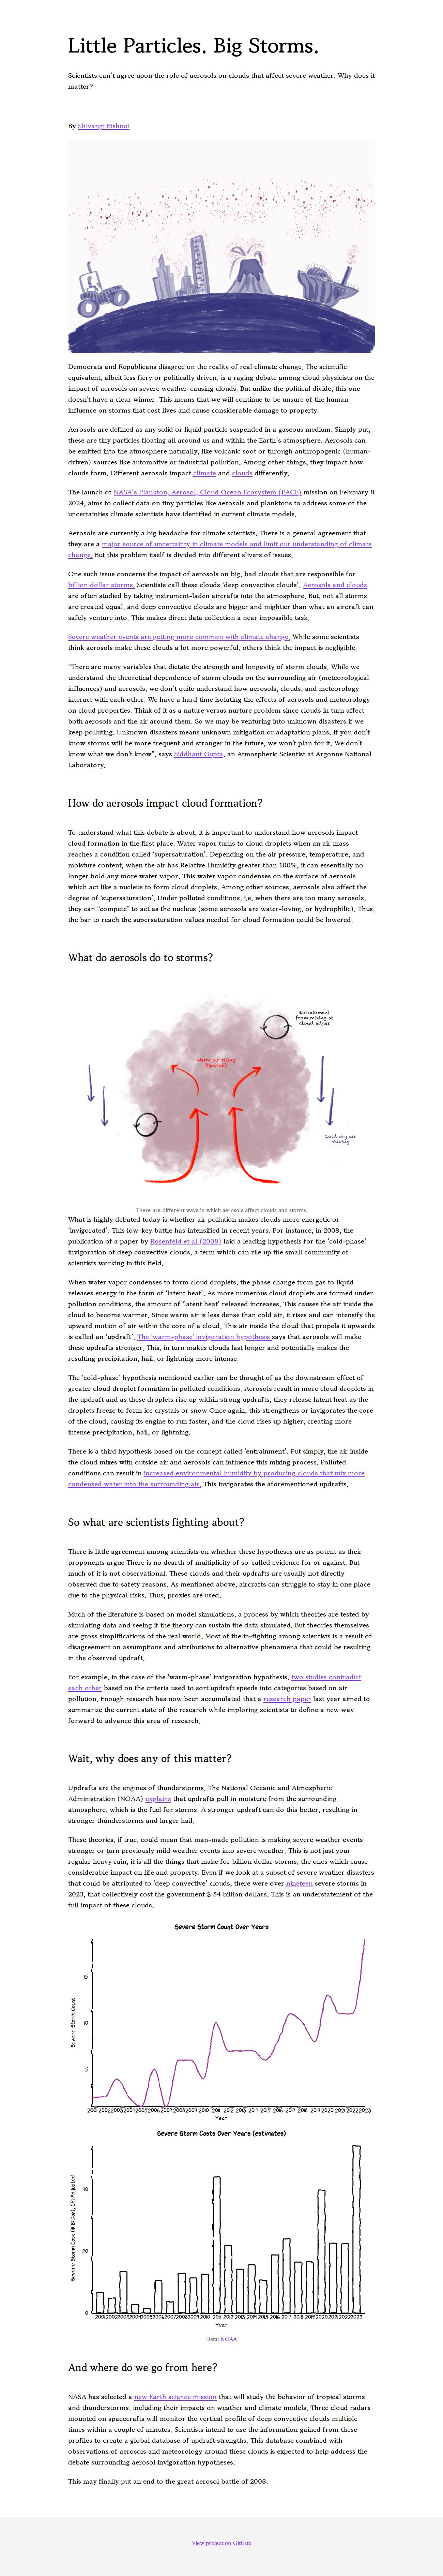 Little Particles. Big Storms.
Scientists can't agree upon the role of aerosols on clouds that affect severe weather. Why does it
matter?
By Shivangi Bishnoi
Democrats and Republicans disagree on the reality of real climate change. The scientific
equivalent, albeit less fiery or politically driven, is a raging debate among cloud physicists on the
impact of aerosols on severe weather-causing clouds. But unlike the political divide, this one
doesn't have a clear winner. This means that we will continue to be unsure of the human
influence on storms that cost lives and cause considerable damage to property.
Aerosols are defined as any solid or liquid particle suspended in a gaseous medium. Simply put,
these are tiny particles floating all around us and within the Earth's atmosphere. Aerosols can
be emitted into the atmosphere naturally, like volcanic soot or through anthropogenic (human-
driven) sources like automotive or industrial pollution. Among other things, they impact how
clouds form. Different aerosols impact climate and clouds differently.
The launch of NASA's Plankton, Aerosol, Cloud Ocean Ecosystem (PACE) mission on February 8
2024, aims to collect data on tiny particles like aerosols and planktons to address some of the
uncertainties climate scientists have identified in current climate models.
Aerosols are currently a big headache for climate scientists. There is a general agreement that
they are a major source of uncertainty in climate models and limit our understanding of climate
change. But this problem itself is divided into different slivers of issues.
One such issue concerns the impact of aerosols on big, bad clouds that are responsible for
billion dollar storms. Scientists call these clouds 'deep convective clouds'. Aerosols and clouds
are often studied by taking instrument-laden aircrafts into the atmosphere. But, not all storms
are created equal, and deep convective clouds are bigger and mightier than what an aircraft can
safely venture into. This makes direct data collection a near impossible task.
Severe weather events are getting more common with climate change. While some scientists
think aerosols make these clouds a lot more powerful, others think the impact is negligible.
"There are many variables that dictate the strength and longevity of storm clouds. While we
understand the theoretical dependence of storm clouds on the surrounding air (meteorological
influences) and aerosols, we don't quite understand how aerosols, clouds, and meteorology
interact with each other. We have a hard time isolating the effects of aerosols and meteorology
on cloud properties. Think of it as a nature versus nurture problem since clouds in turn affect
both aerosols and the air around them. So we may be venturing into unknown disasters if we
keep polluting. Unknown disasters means unknown mitigation or adaptation plans. If you don't
know storms will be more frequent and stronger in the future, we won't plan for it. We don't
know what we don't know", says Siddhant Gupta, an Atmospheric Scientist at Argonne National
Laboratory.
How do aerosols impact cloud formation?
To understand what this debate is about, it is important to understand how aerosols impact
cloud formation in the first place. Water vapor turns to cloud droplets when an air mass
reaches a condition called 'supersaturation'. Depending on the air pressure, temperature, and
moisture content, when the air has Relative Humidity greater than 100%, it can essentially no
longer hold any more water vapor. This water vapor condenses on the surface of aerosols
which act like a nucleus to form cloud droplets. Among other sources, aerosols also affect the
degree of 'supersaturation'. Under polluted conditions, i.e. when there are too many aerosols,
they can "compete" to act as the nucleus (some aerosols are water-loving, or hydrophilic). Thus,
the bar to reach the supersaturation values needed for cloud formation could be lowered.
What do aerosols do to storms?
Entrainment
from mixing at
cloud edges
Warm air rising
(Updraft)
Cold dry air
sinking
There are different ways in which aerosols affect clouds and storms.
What is highly debated today is whether air pollution makes clouds more energetic or
'invigorated'. This low-key battle has intensified in recent years. For instance, in 2008, the
publication of a paper by Rosenfeld et al (2008) laid a leading hypothesis for the 'cold-phase'
invigoration of deep convective clouds, a term which can rile up the small community of
scientists working in this field.
When water vapor condenses to form cloud droplets, the phase change from gas to liquid
releases energy in the form of 'latent heat'. As more numerous cloud droplets are formed under
pollution conditions, the amount of 'latent heat' released increases. This causes the air inside the
cloud to become warmer. Since warm air is less dense than cold air, it rises and can intensify the
upward motion of air within the core of a cloud. This air inside the cloud that propels it upwards
is called an 'updraft'. The 'warm-phase' invigoration hypothesis says that aerosols will make
these updrafts stronger. This, in turn makes clouds last longer and potentially makes the
resulting precipitation, hail, or lightning more intense.
The 'cold-phase' hypothesis mentioned earlier can be thought of as the downstream effect of
greater cloud droplet formation in polluted conditions. Aerosols result in more cloud droplets in
the updraft and as these droplets rise up within strong updrafts, they release latent heat as the
droplets freeze to form ice crystals or snow Once again, this strengthens or invigorates the core
of the cloud, causing its engine to run faster, and the cloud rises up higher, creating more
intense precipitation, hail, or lightning.
There is a third hypothesis based on the concept called 'entrainment'. Put simply, the air inside
the cloud mixes with outside air and aerosols can influence this mixing process. Polluted
conditions can result in increased environmental humidity by producing clouds that mix more
condensed water into the surrounding air. This invigorates the aforementioned updrafts.
So what are scientists fighting about?
There is little agreement among scientists on whether these hypotheses are as potent as their
proponents argue There is no dearth of multiplicity of so-called evidence for or against. But
much of it is not observational. These clouds and their updrafts are usually not directly
observed due to safety reasons. As mentioned above, aircrafts can struggle to stay in one place
due to the physical risks. Thus, proxies are used.
Much of the literature is based on model simulations, a process by which theories are tested by
simulating data and seeing if the theory can sustain the data simulated. But theories themselves
are gross simplifications of the real world. Most of the in-fighting among scientists is a result of
disagreement on assumptions and attributions to alternative phenomena that could be resulting
in the observed updraft.
For example, in the case of the 'warm-phase' invigoration hypothesis, two studies contradict
each other based on the criteria used to sort updraft speeds into categories based on air
pollution. Enough research has now been accumulated that a research paper last year aimed to
summarize the current state of the research while imploring scientists to define a new way
forward to advance this area of research.
Wait, why does any of this matter?
Updrafts are the engines of thunderstorms. The National Oceanic and Atmospheric
Administration (NOAA) explains that updrafts pull in moisture from the surrounding
atmosphere, which is the fuel for storms. A stronger updraft can do this better, resulting in
stronger thunderstorms and larger hail.
These theories, if true, could mean that man-made pollution is making severe weather events
stronger or turn previously mild weather events into severe weather. This is not just your
regular heavy rain, it is all the things that make for billion dollar storms, the ones which cause
considerable impact on life and property. Even if we look at a subset of severe weather disasters
that could be attributed to 'deep convective' clouds, there were over nineteen severe storms in
2023, that collectively cost the government $ 54 billion dollars. This is an understatement of the
full impact of these clouds.
Severe Storm Count Over Years
Severe Storm Count
15
10
5
2001 2002 2003 2004 2005 2006 2007 2008 2009 2010 2011 2012 2013 2014 2015 2016 2017 2018 2019 2020 2021 2022 2023
Year
Severe Storm Costs Over Years (estimates)
Severe Storm Cost ($ Billion), CPI Adjusted
40
20
0
2001 2002 2003 2004 2005 2006 2007 2008 2009 2010 2011 2012 2013 2014 2015 2016 2017 2018 2019 2020 2021 2022 2023
Year
Data: NOAA
And where do we go from here?
NASA has selected a new Earth science mission that will study the behavior of tropical storms
and thunderstorms, including their impacts on weather and climate models. Three cloud radars
mounted on spacecrafts will monitor the vertical profile of deep convective clouds multiple
times within a couple of minutes. Scientists intend to use the information gained from these
profiles to create a global database of updraft strengths. This database combined with
observations of aerosols and meteorology around these clouds is expected to help address the
debate surrounding aerosol invigoration hypotheses.
This may finally put an end to the great aerosol battle of 2008.
View project on GitHub